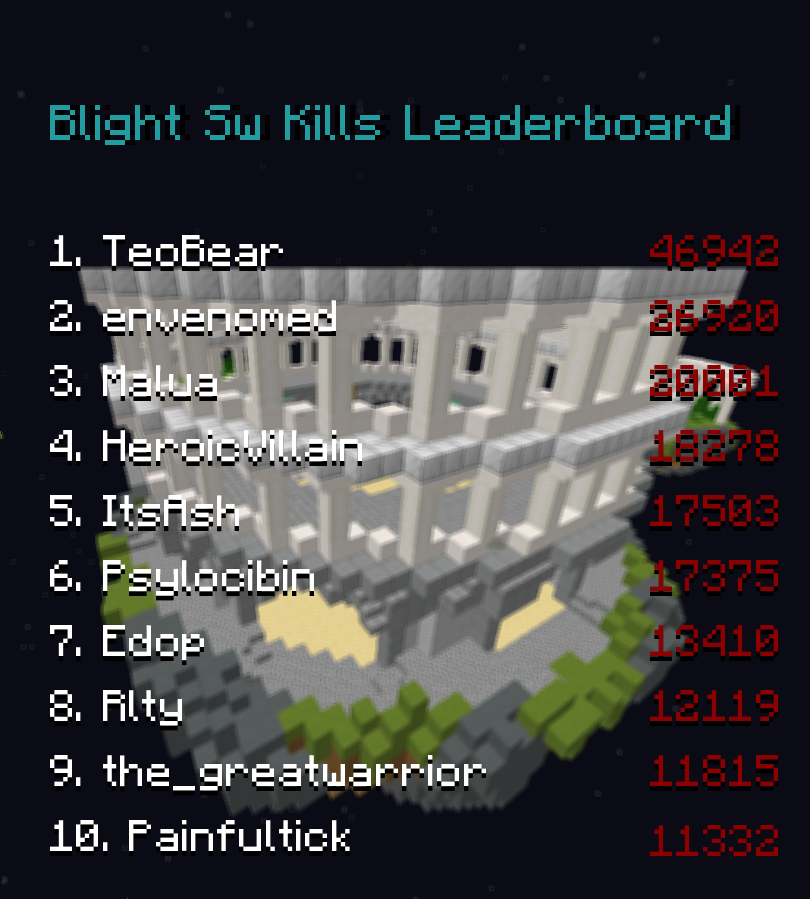 Blight Sw Kills Leaderboard
1. TeoBear 46942
2. envenomed 26920
3. Malua 20001
4. HeroicVillain 18278
5. ItsAsh 17503
6. Psylocibin 17375
7. Edop 13410
8. Alty 12119
9. the_greatwarrior 11815
10. Painfultick 11332